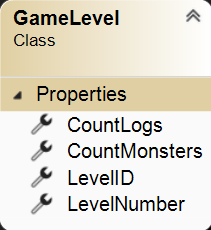 GameLevel
Class
Properties
CountLogs
CountMonsters
LevelID
LevelNumber